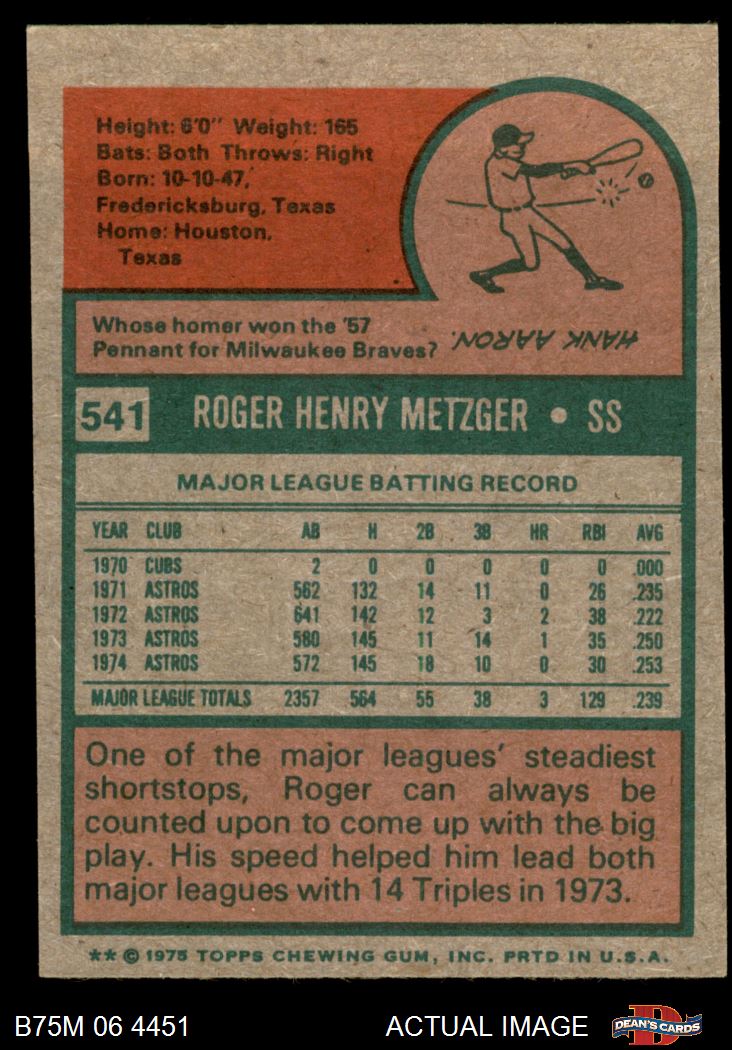 Height: 6'0" Weight: 165
Bats: Both Throws: Right
Born: 10-10-47,
Fredericksburg, Texas
Home: Houston,
Texas
Whose homer won the '57
Pennant for Milwaukee Braves?
HANK AARON.
541 ROGER HENRY METZGER • SS
MAJOR LEAGUE BATTING RECORD
YEAR CLUB AB H 2B 3B HR RBI AVG
1970 CUBS 2 0 0 0 0 0 .000
1971 ASTROS 562 132 14 11 0 26 .235
1972 ASTROS 641 142 12 3 2 38 .222
1973 ASTROS 580 145 11 14 1 35 .250
1974 ASTROS 572 145 18 10 0 30 .253
MAJOR LEAGUE TOTALS 2357 564 55 38 3 129 .239
One of the major leagues' steadiest
shortstops, Roger can always be
counted upon to come up with the big
play. His speed helped him lead both
major leagues with 14 Triples in 1973.
** © 1975 TOPPS CHEWING GUM, INC. PRTD IN U.S.A.
B75M 06 4451 ACTUAL IMAGE D DEAN'S CARDS